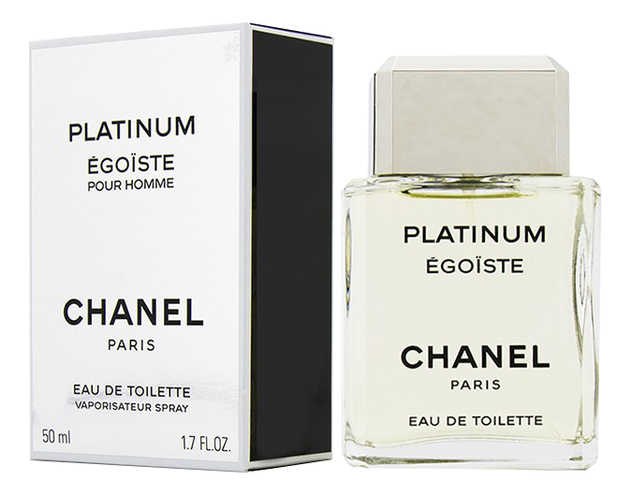 PLATINUM
ÉGOÏSTE
POUR HOMME
CHANEL
PARIS
EAU DE TOILETTE
VAPORISATEUR SPRAY
50 ml 1.7 FL.OZ.
PLATINUM
ÉGOÏSTE
CHANEL
PARIS
EAU DE TOILETTE